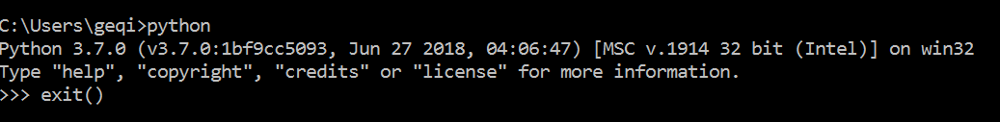 C:\Users\geqi>python
Python 3.7.0 (v3.7.0:1bf9cc5093, Jun 27 2018, 04:06:47) [MSC v.1914 32 bit (Intel)] on win32
Type "help", "copyright", "credits" or "license" for more information.
>>> exit()